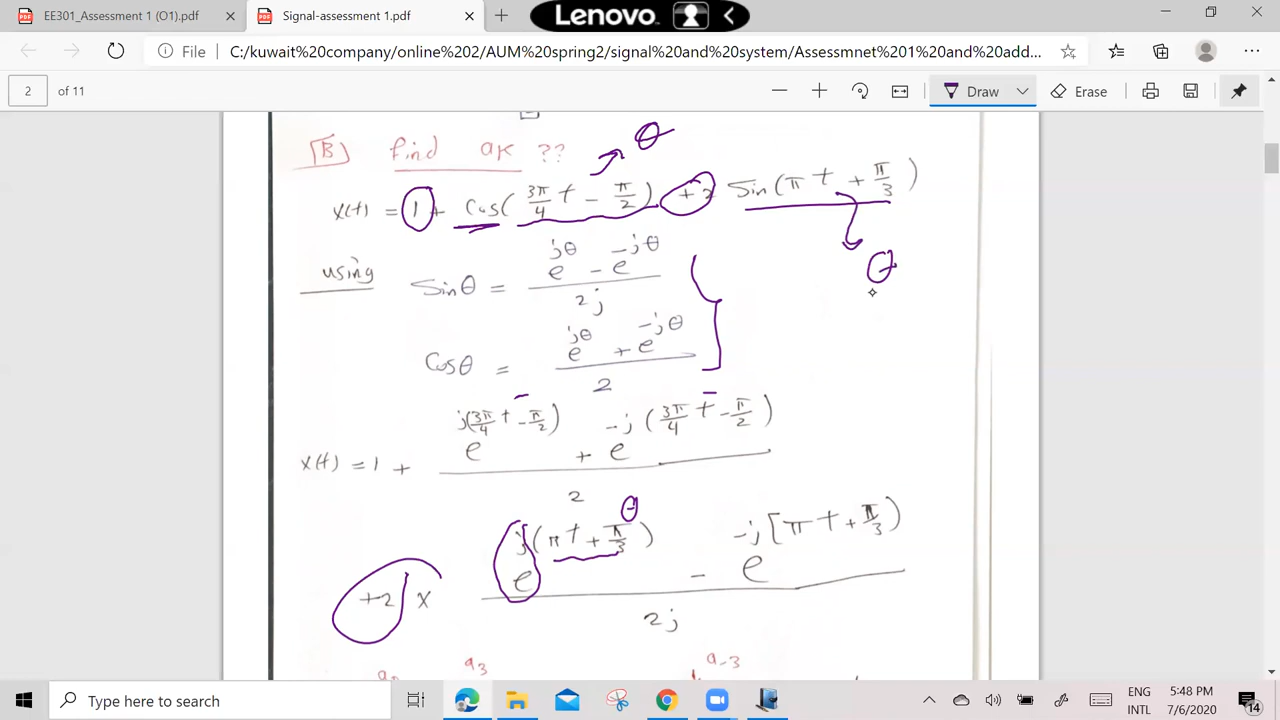 EE301_Assessment 1 (O1).pdf
Signal-assessment 1.pdf
Lenovo
File
C:/kuwait%20company/online%202/AUM%20spring2/signal%20and%20system/Assessmnet%201%20and%20add...
2 of 11
Draw
Erase
B) find aK ??
θ
x(t) = 1 + Cos(3π/4 t - π/2) + 2 Sin(π t + π/3)
θ
using Sinθ = (e^jθ - e^-jθ) / 2j
Cosθ = (e^jθ + e^-jθ) / 2
x(t) = 1 + (e^j(3π/4 t - π/2) + e^-j(3π/4 t - π/2)) / 2
θ
+2 x (e^j(πt + π/3) - e^-j[πt + π/3)) / 2j
a3 a-3
Type here to search
ENG
INTL
5:48 PM
7/6/2020
14